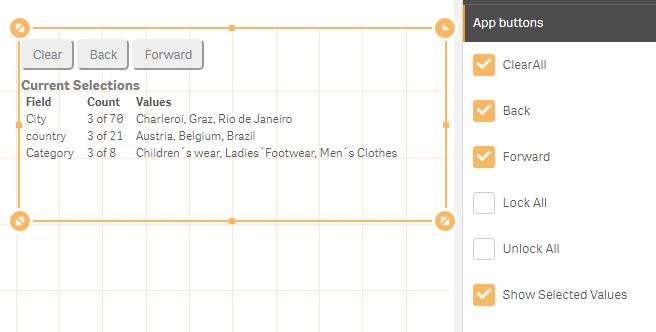 Clear Back Forward
Current Selections
Field Count Values
City 3 of 70 Charleroi, Graz, Rio de Janeiro
country 3 of 21 Austria, Belgium, Brazil
Category 3 of 8 Children´s wear, Ladies´Footwear, Men´s Clothes
App buttons
ClearAll
Back
Forward
Lock All
Unlock All
Show Selected Values